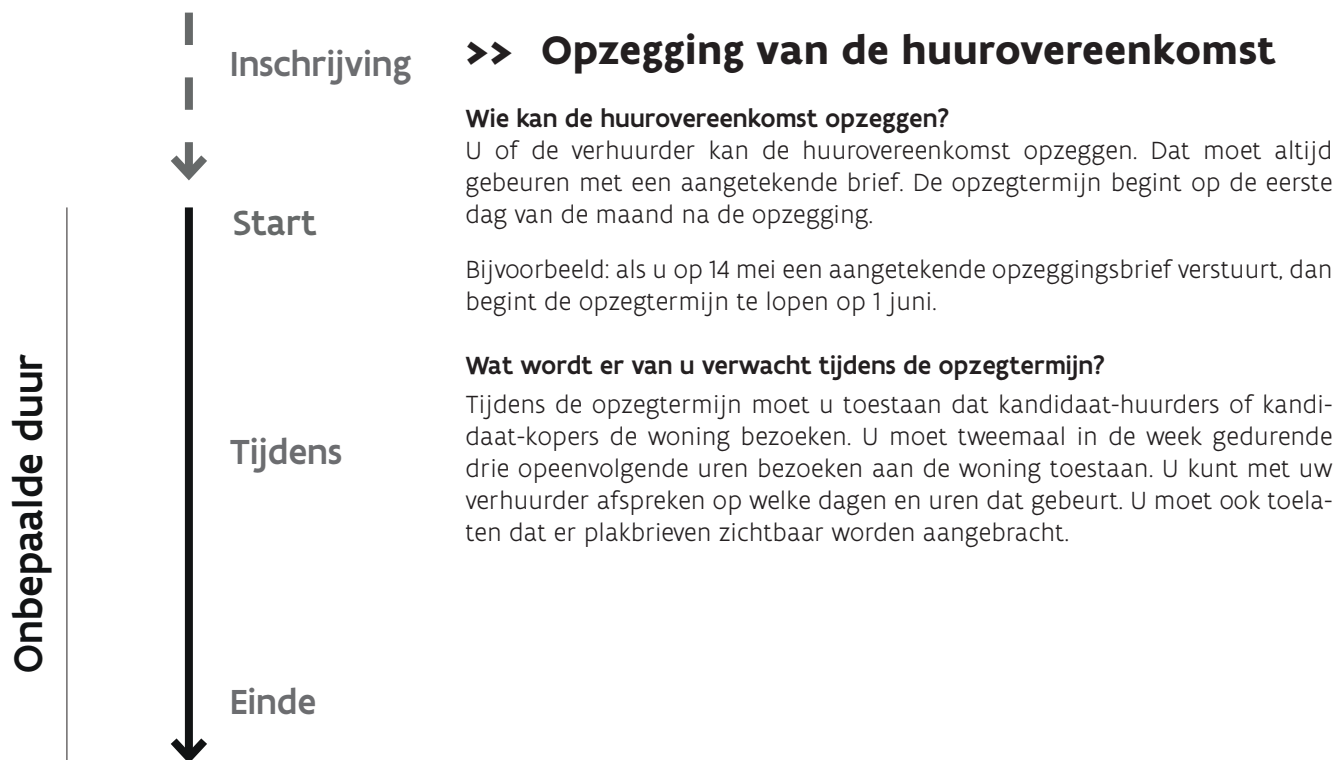 Inschrijving
Start
Tijdens
Einde
Onbepaalde duur
>> Opzegging van de huurovereenkomst
Wie kan de huurovereenkomst opzeggen?
U of de verhuurder kan de huurovereenkomst opzeggen. Dat moet altijd
gebeuren met een aangetekende brief. De opzegtermijn begint op de eerste
dag van de maand na de opzegging.
Bijvoorbeeld: als u op 14 mei een aangetekende opzeggingsbrief verstuurt, dan
begint de opzegtermijn te lopen op 1 juni.
Wat wordt er van u verwacht tijdens de opzegtermijn?
Tijdens de opzegtermijn moet u toestaan dat kandidaat-huurders of kandi-
daat-kopers de woning bezoeken. U moet tweemaal in de week gedurende
drie opeenvolgende uren bezoeken aan de woning toestaan. U kunt met uw
verhuurder afspreken op welke dagen en uren dat gebeurt. U moet ook toela-
ten dat er plakbrieven zichtbaar worden aangebracht.